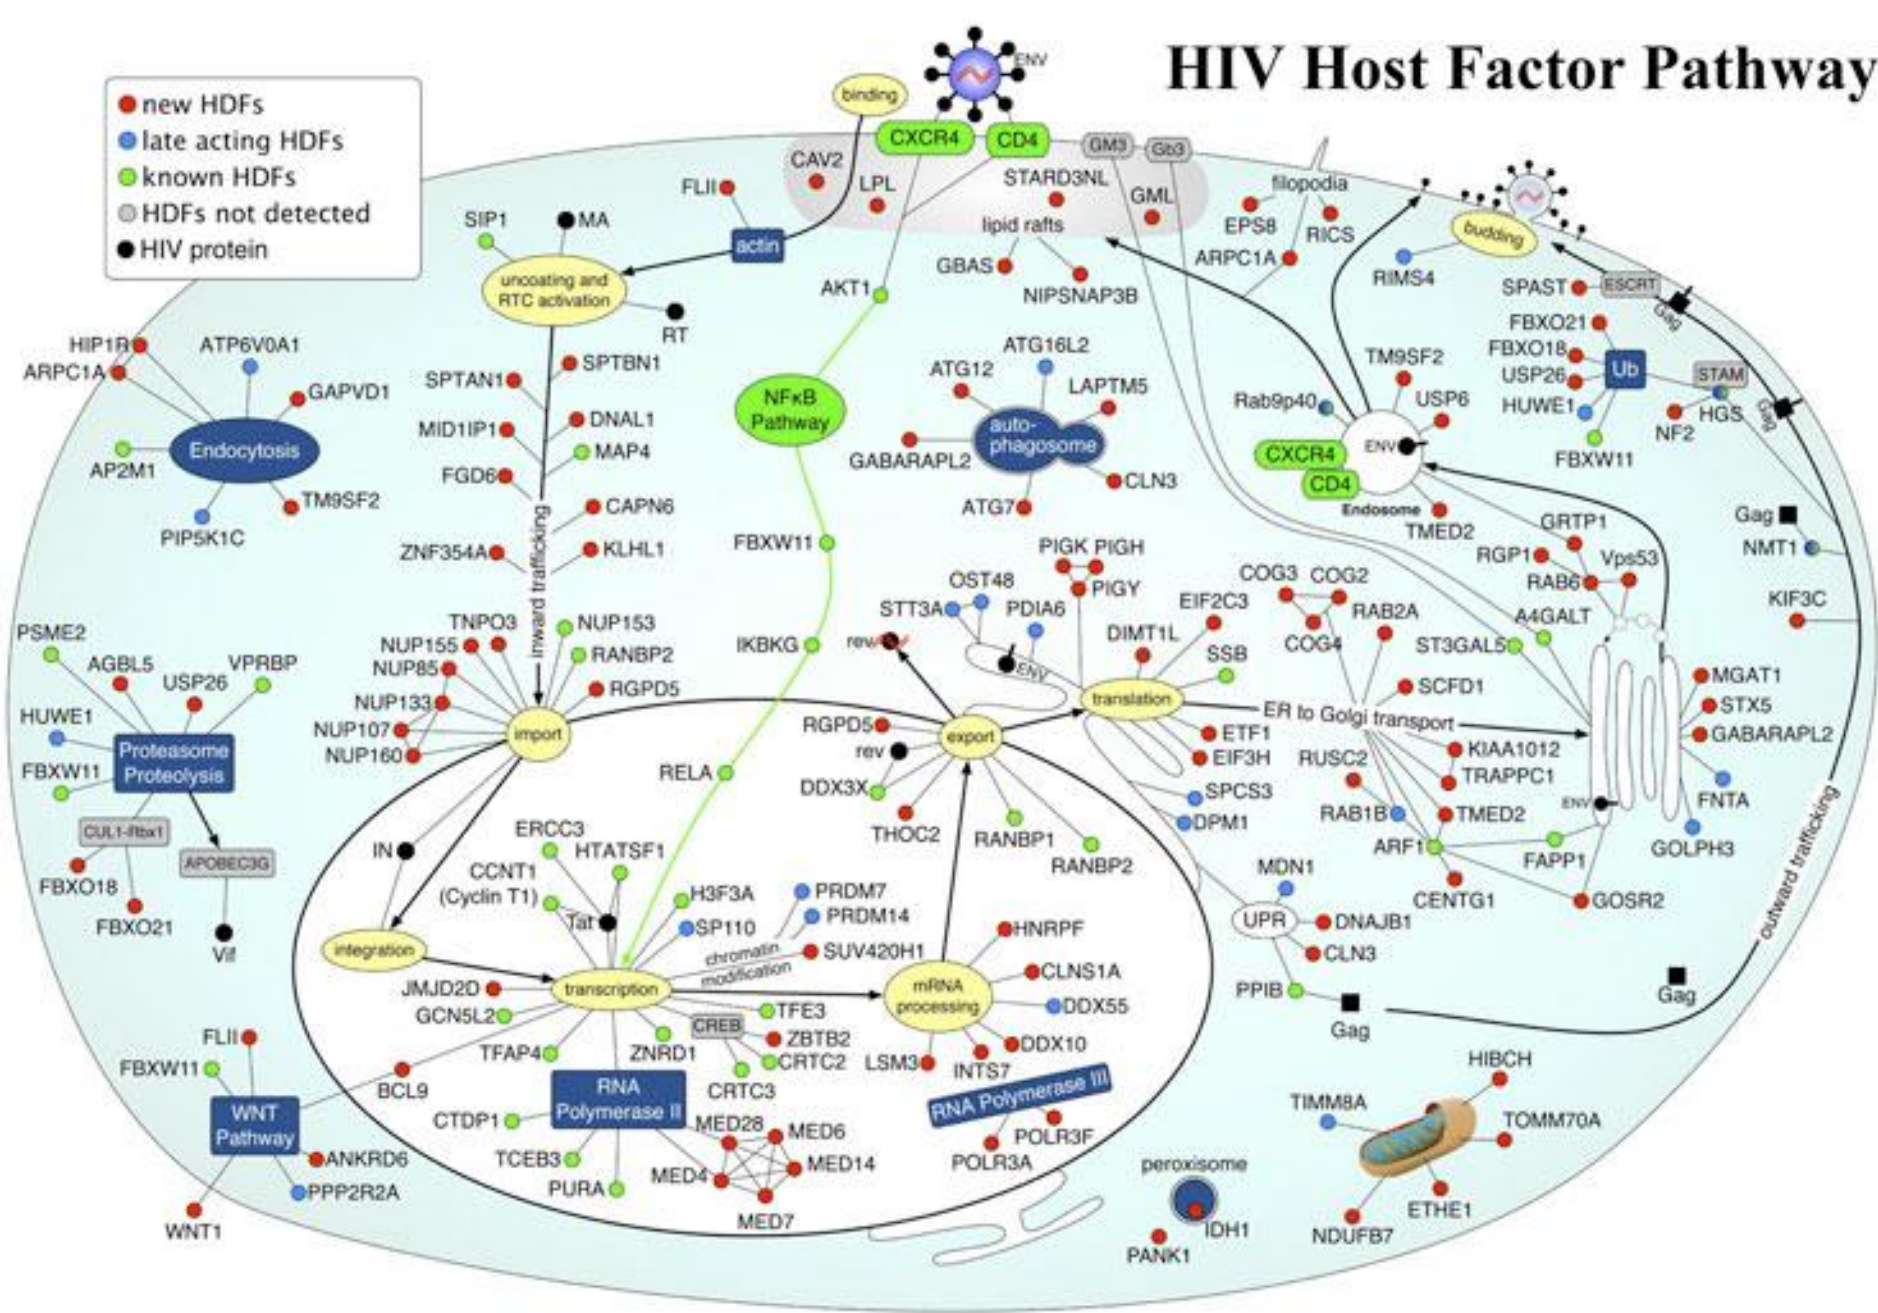 HIV Host Factor Pathway
new HDFs
late acting HDFs
known HDFs
HDFs not detected
HIV protein
binding
ENV
CXCR4
CD4
GM3
Gb3
CAV2
LPL
STARD3NL
GML
lipid rafts
GBAS
NIPSNAP3B
FLII
actin
SIP1
MA
uncoating and
RTC activation
RT
AKT1
filopodia
EPS8
RICS
ARPC1A
budding
RIMS4
SPAST
ESCRT
Gag
FBXO21
FBXO18
USP26
HUWE1
Ub
FBXW11
STAM
HGS
NF2
Gag
HIP1R
ARPC1A
ATP6V0A1
GAPVD1
Endocytosis
AP2M1
PIP5K1C
TM9SF2
SPTAN1
SPTBN1
MID1IP1
DNAL1
MAP4
FGD6
CAPN6
ZNF354A
KLHL1
inward trafficking
NFκB
Pathway
ATG16L2
ATG12
LAPTM5
auto-
phagosome
GABARAPL2
CLN3
ATG7
TM9SF2
Rab9p40
USP6
ENV
CXCR4
CD4
Endosome
TMED2
GRTP1
RGP1
Vps53
RAB6
Gag
NMT1
KIF3C
FBXW11
IKBKG
RELA
PIGK PIGH
PIGY
OST48
STT3A
PDIA6
ENV
rev
DIMT1L
EIF2C3
SSB
translation
ETF1
EIF3H
SPCS3
DPM1
COG3
COG2
COG4
RAB2A
A4GALT
ST3GAL5
SCFD1
ER to Golgi transport
RUSC2
KIAA1012
TRAPPC1
RAB1B
TMED2
ARF1
CENTG1
FAPP1
GOSR2
ENV
MGAT1
STX5
GABARAPL2
FNTA
GOLPH3
outward trafficking
TNPO3
NUP155
NUP85
NUP133
NUP107
NUP160
NUP153
RANBP2
RGPD5
import
PSME2
AGBL5
USP26
VPRBP
HUWE1
Proteasome
Proteolysis
FBXW11
CUL1-Rbx1
APOBEC3G
FBXO18
FBXO21
Vif
RGPD5
rev
DDX3X
THOC2
export
RANBP1
RANBP2
IN
integration
ERCC3
HTATSF1
CCNT1
(Cyclin T1)
Tat
H3F3A
SP110
PRDM7
PRDM14
chromatin
modification
SUV420H1
transcription
JMJD2D
GCN5L2
TFAP4
ZNRD1
CREB
TFE3
ZBTB2
CRTC2
CRTC3
BCL9
RNA
Polymerase II
CTDP1
TCEB3
PURA
MED28
MED6
MED14
MED4
MED7
mRNA
processing
HNRPF
CLNS1A
DDX55
DDX10
LSM3
INTS7
RNA Polymerase III
POLR3F
POLR3A
MDN1
UPR
DNAJB1
CLN3
PPIB
Gag
Gag
FLII
FBXW11
WNT
Pathway
ANKRD6
PPP2R2A
WNT1
peroxisome
IDH1
PANK1
HIBCH
TIMM8A
TOMM70A
ETHE1
NDUFB7